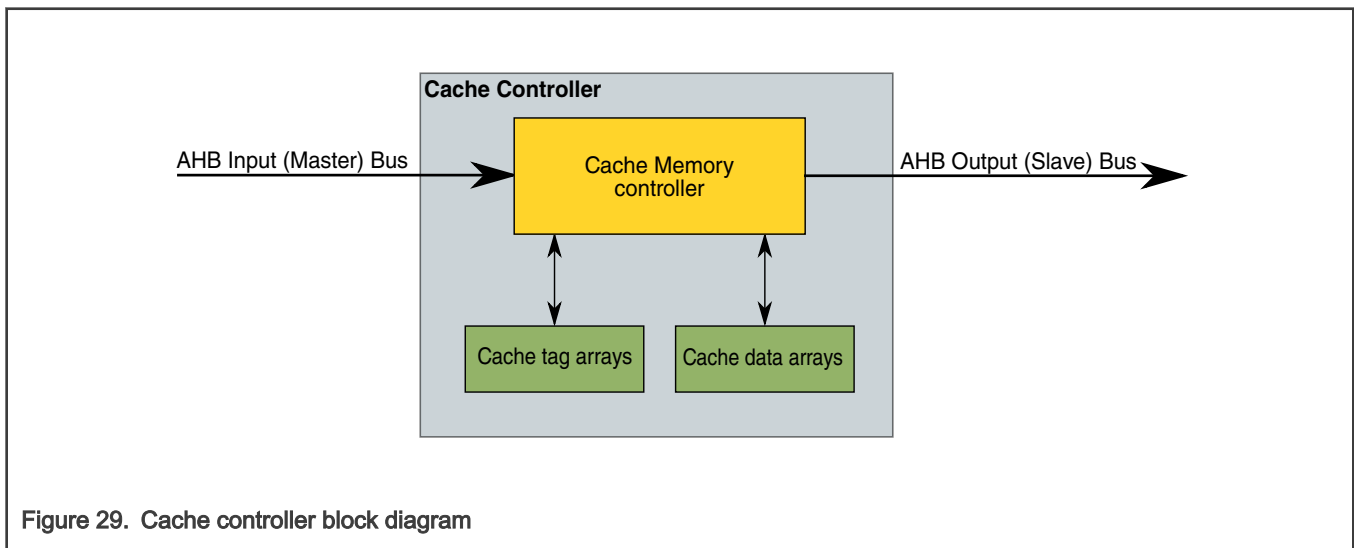 Cache Controller
AHB Input (Master) Bus
Cache Memory
controller
AHB Output (Slave) Bus
Cache tag arrays
Cache data arrays
Figure 29. Cache controller block diagram